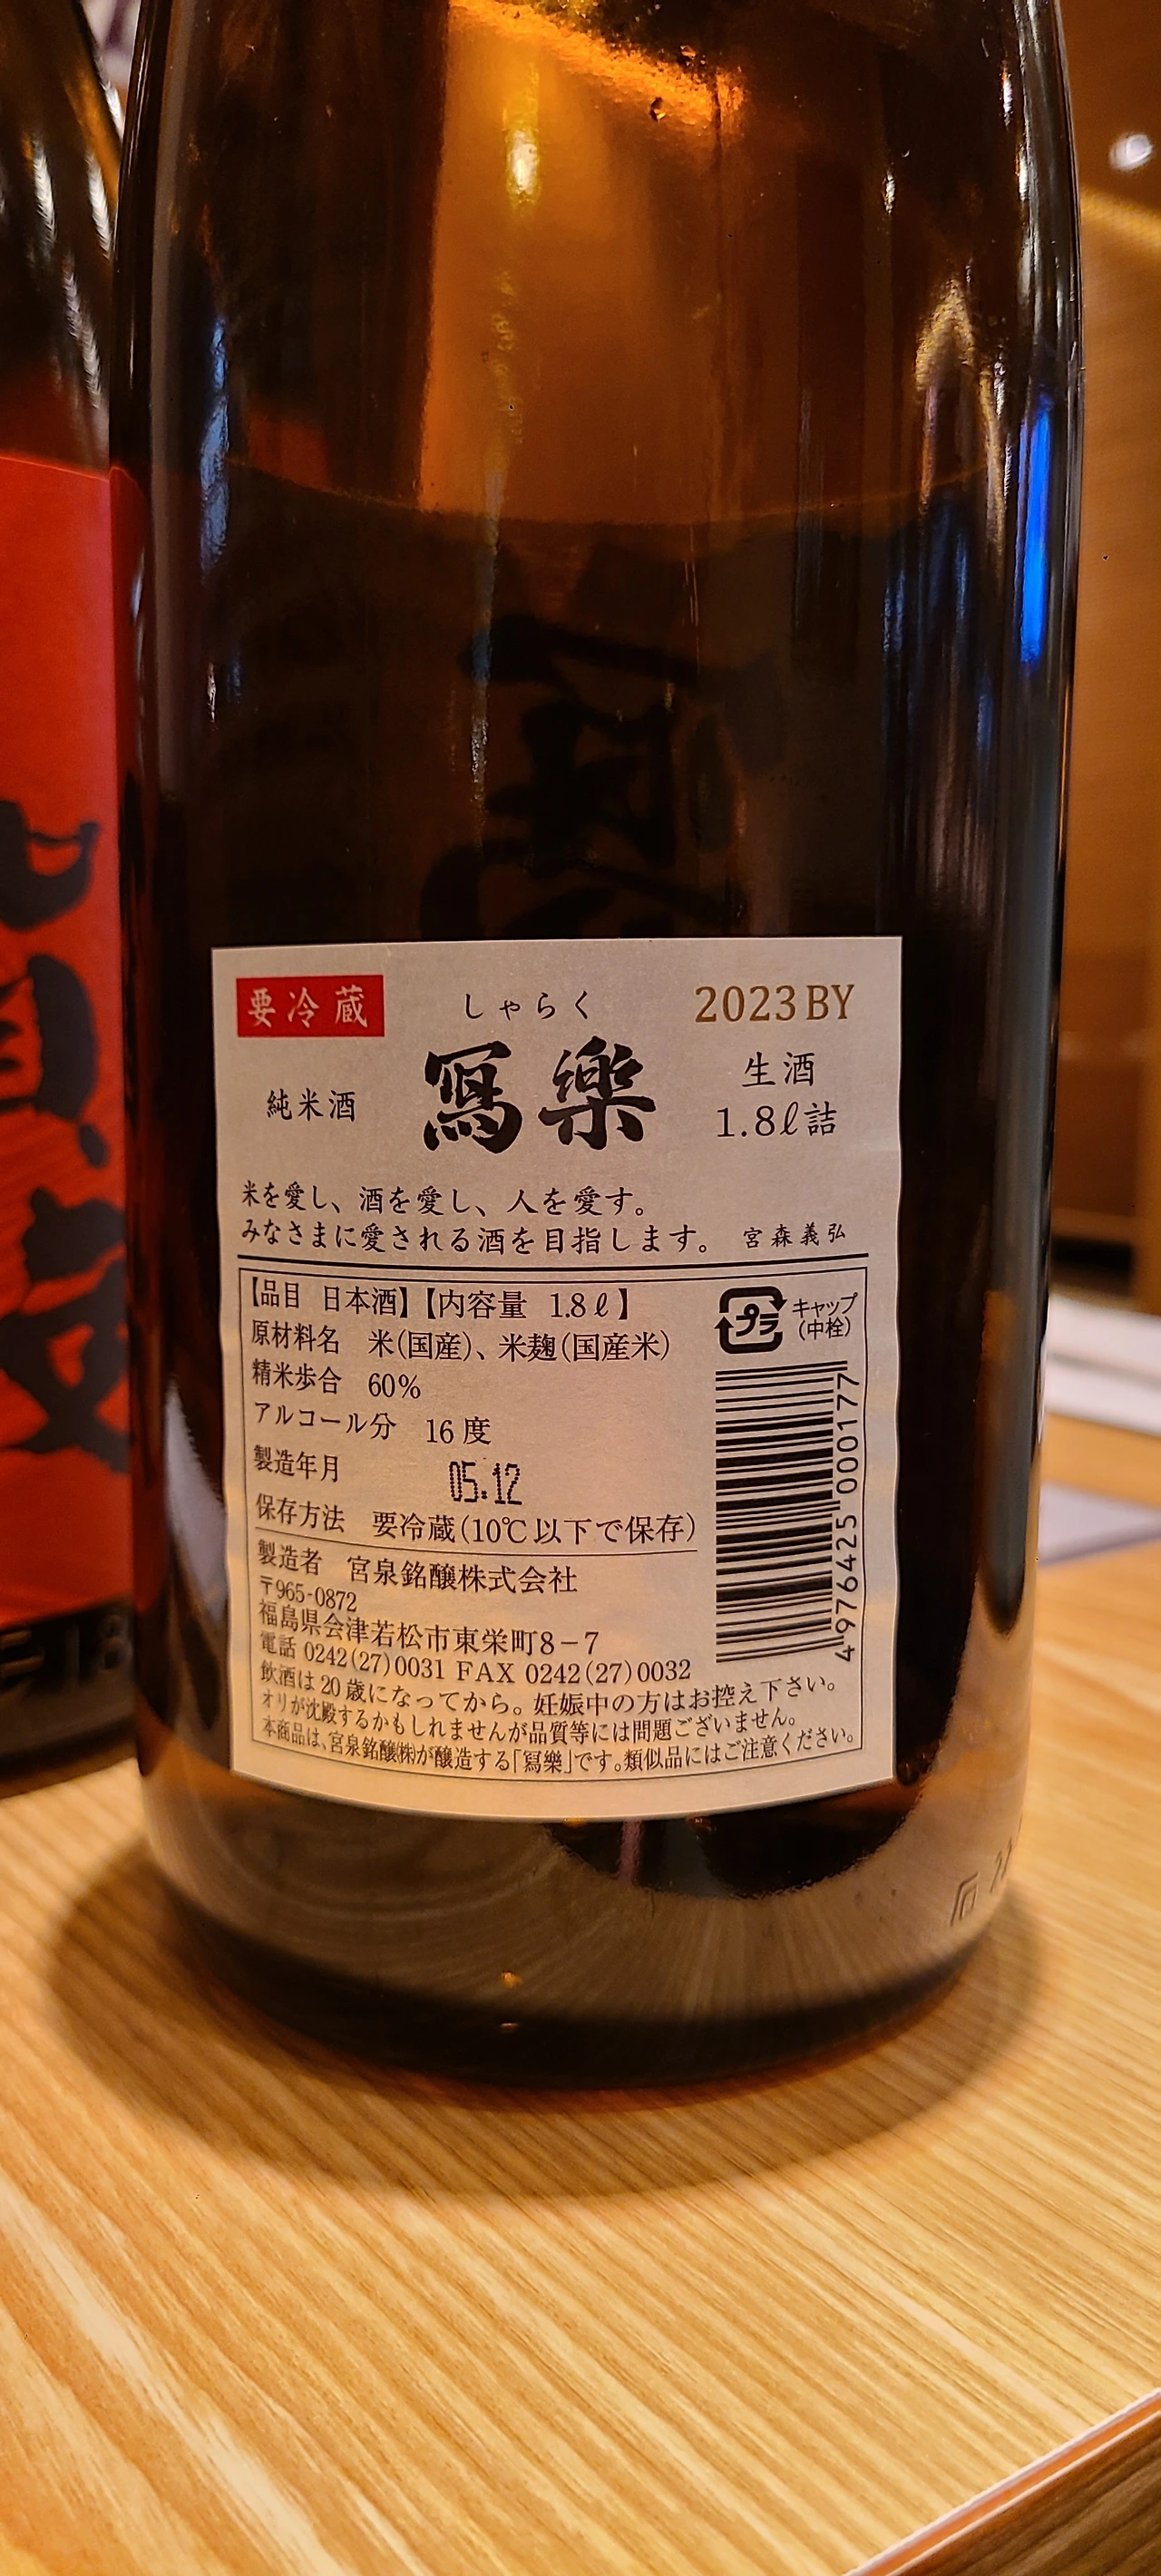 要冷蔵
しゃらく
2023BY
純米酒
冩樂
生酒
1.8ℓ詰
米を愛し、酒を愛し、人を愛す。
みなさまに愛される酒を目指します。 宮森義弘
【品目 日本酒】【内容量 1.8ℓ】
原材料名 米(国産)、米麹(国産米)
精米歩合 60%
アルコール分 16度
製造年月 05.12
保存方法 要冷蔵(10℃以下で保存)
製造者 宮泉銘醸株式会社
〒965-0872
福島県会津若松市東栄町8-7
電話 0242(27)0031 FAX 0242(27)0032
飲酒は20歳になってから。妊娠中の方はお控え下さい。
オリが沈殿するかもしれませんが品質等には問題ございません。
本商品は、宮泉銘醸㈱が醸造する「冩樂」です。類似品にはご注意ください。
プラ
キャップ
(中栓)
4 976425 000177